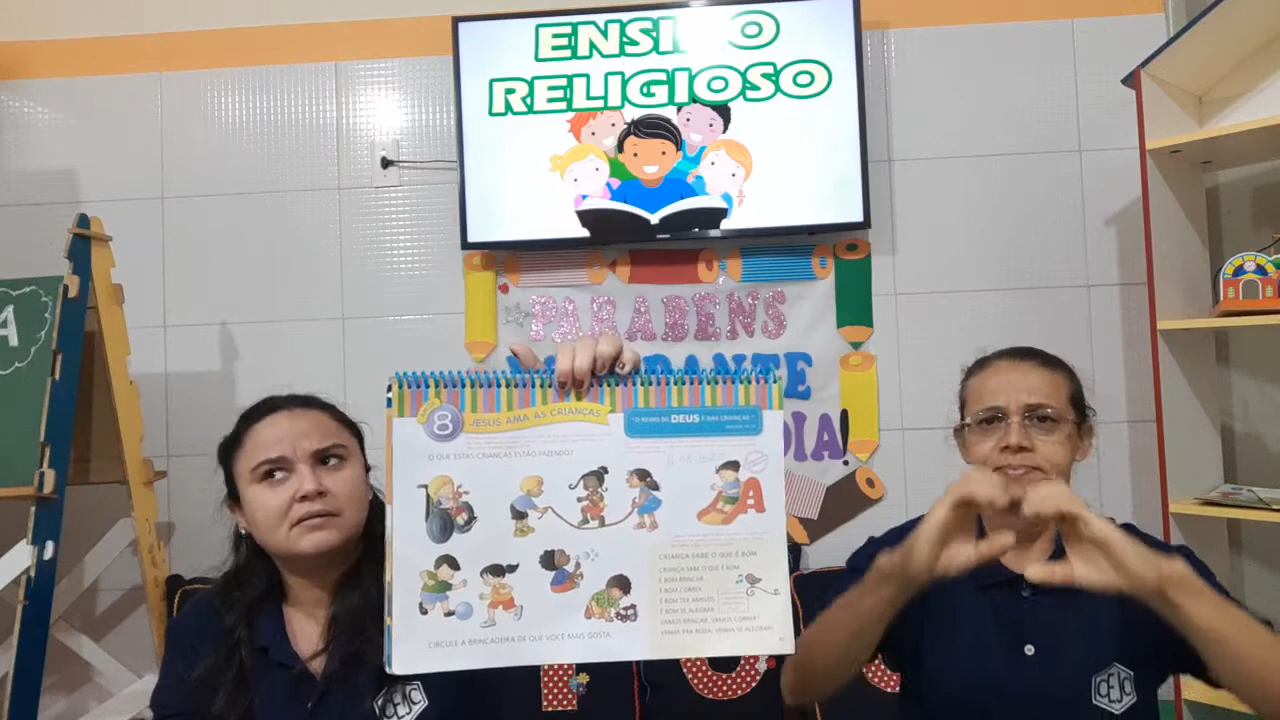 ENSINO
RELIGIOSO
PARABENS
DIA!
A
8
JESUS AMA AS CRIANÇAS
"O REINO DE DEUS É DAS CRIANÇAS."
O QUE ESTAS CRIANÇAS ESTÃO FAZENDO?
A
CRIANÇA SABE O QUE É BOM
CRIANÇA SABE O QUE É BOM:
É BOM BRINCAR,
É BOM CORRER,
É BOM TER AMIGOS,
É BOM SE ALEGRAR.
VAMOS BRINCAR, VAMOS CORRER!
VENHA PRA RODA, VENHA SE ALEGRAR!
CIRCULE A BRINCADEIRA DE QUE VOCÊ MAIS GOSTA.
CEJC
CEJC